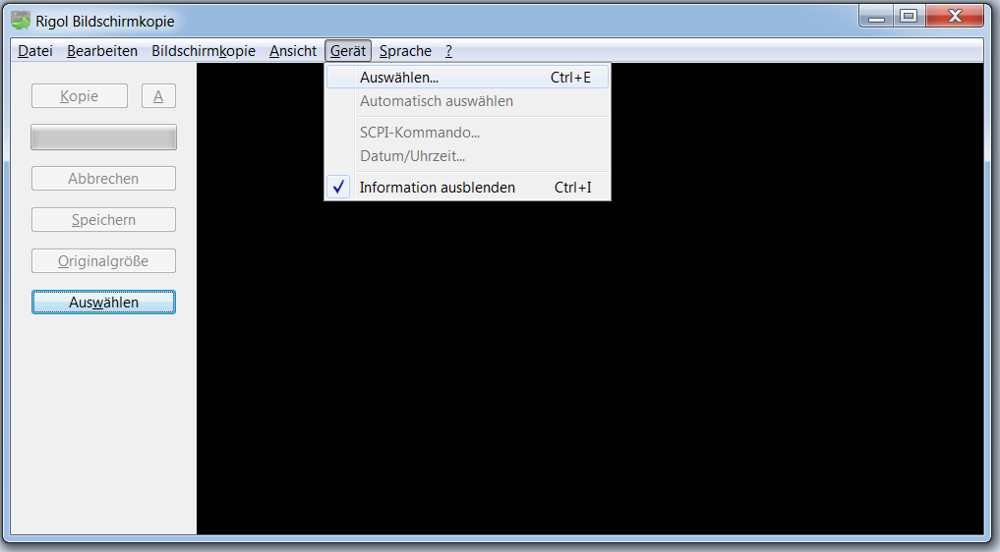 Rigol Bildschirmkopie
Datei Bearbeiten Bildschirmkopie Ansicht Gerät Sprache ?
Auswählen... Ctrl+E
Automatisch auswählen
SCPI-Kommando...
Datum/Uhrzeit...
Information ausblenden Ctrl+I
Kopie A
Abbrechen
Speichern
Originalgröße
Auswählen